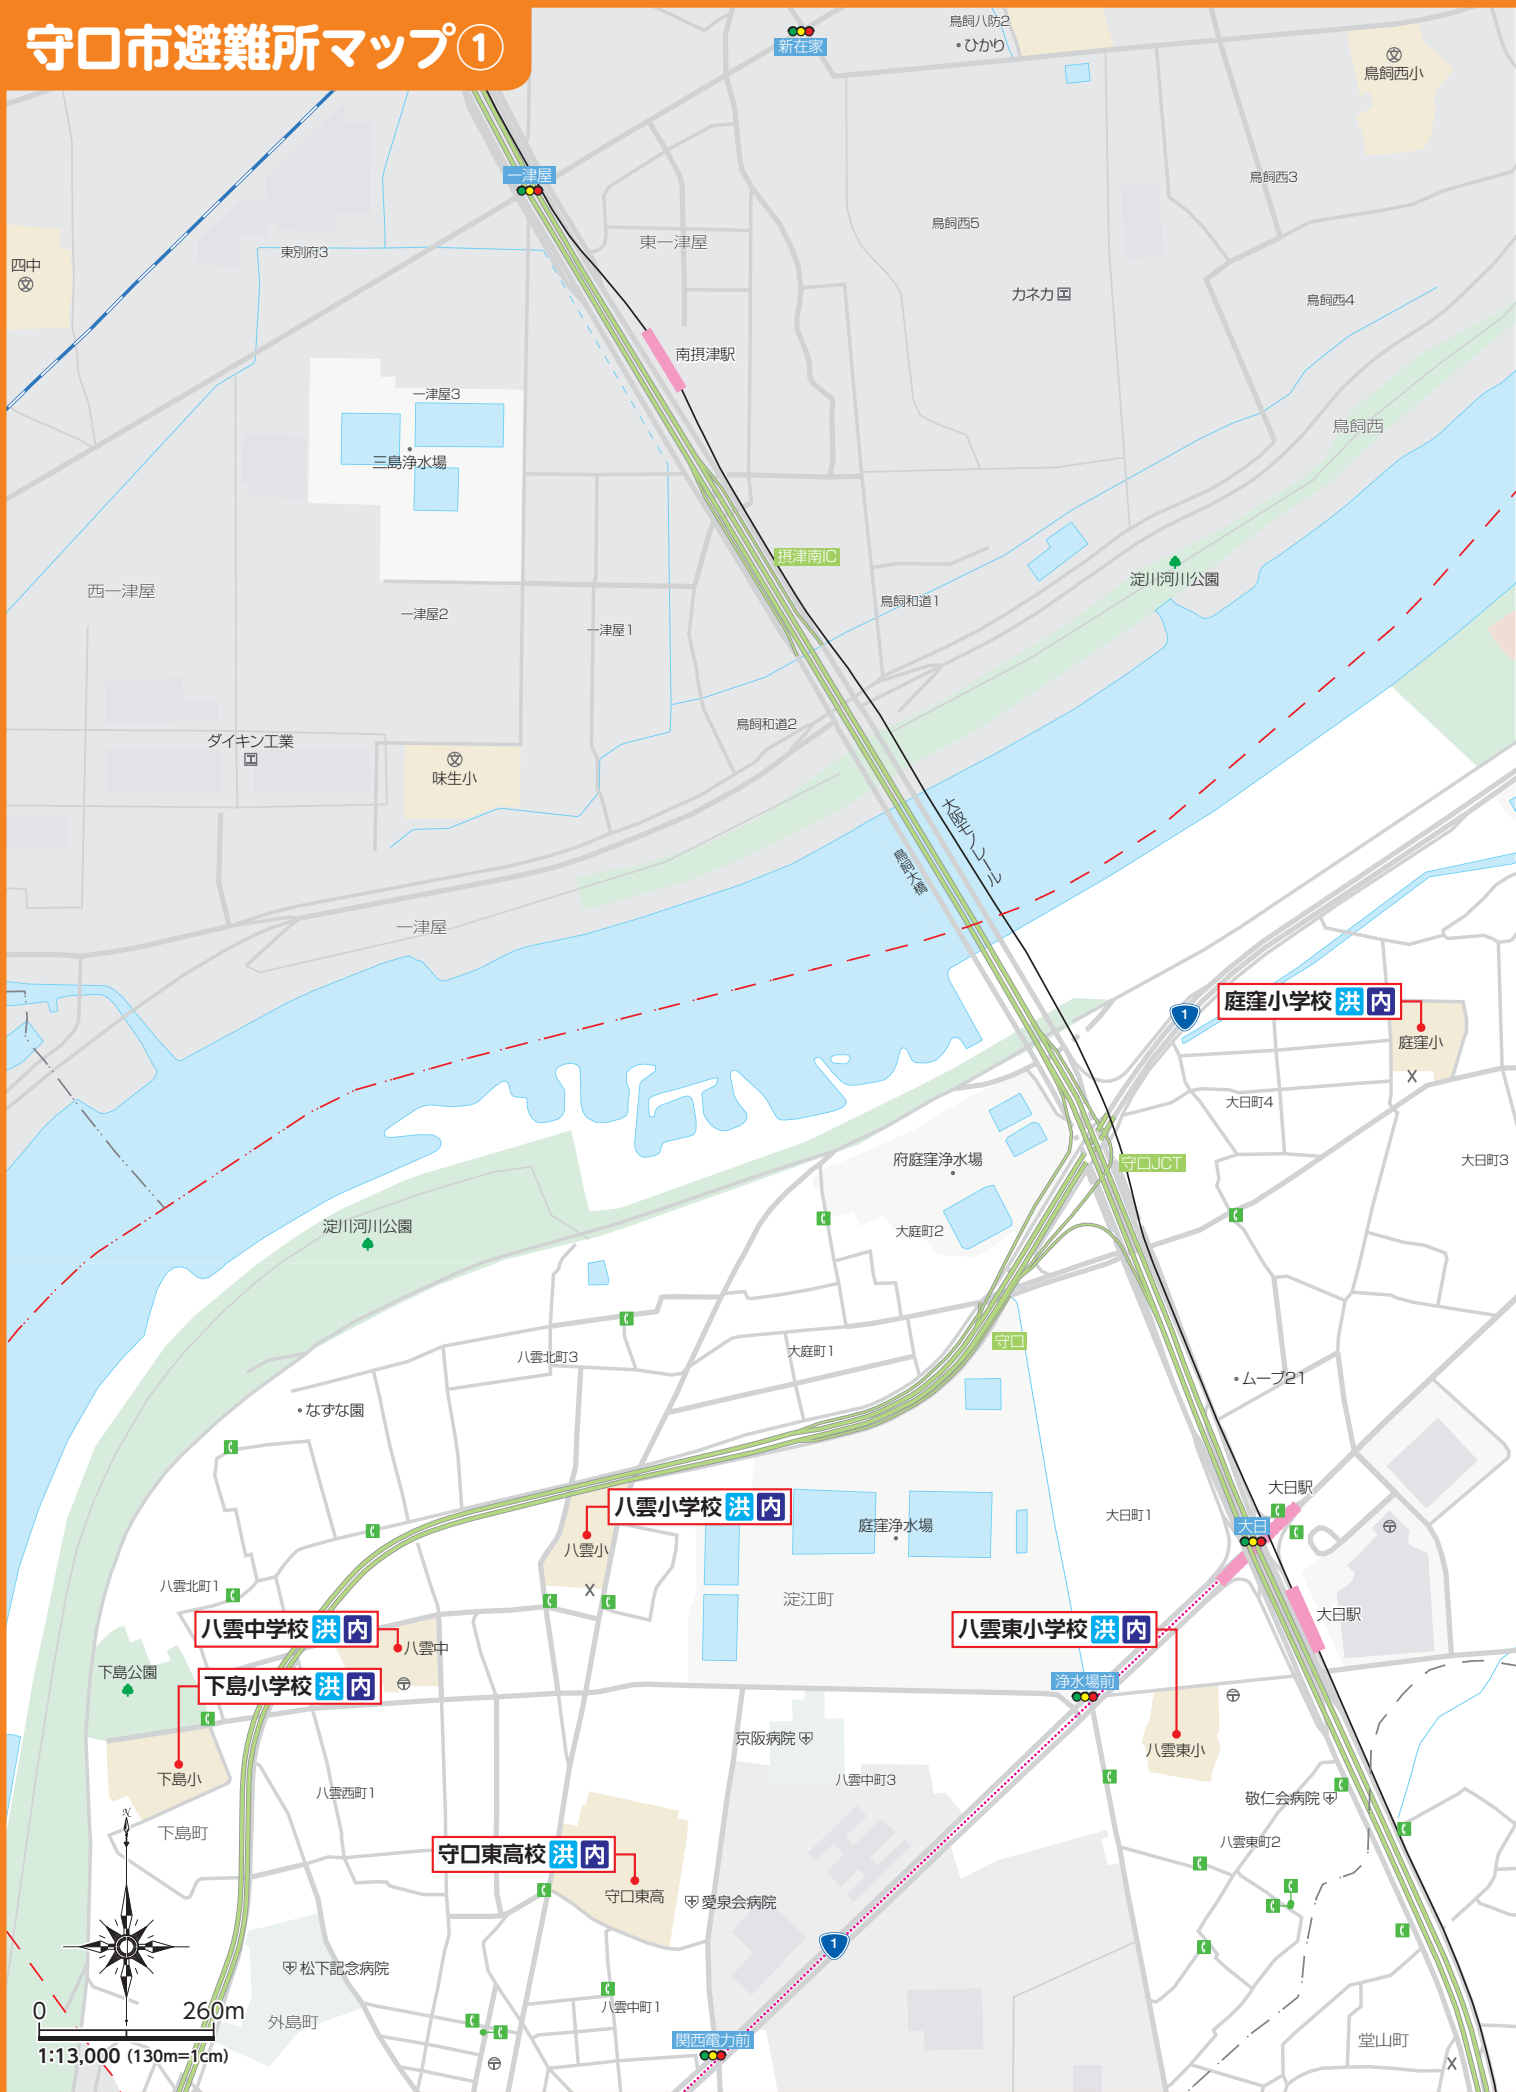 守口市避難所マップ①
鳥飼八防2
ひかり
新在家
鳥飼西小
一津屋
鳥飼西3
鳥飼西5
東一津屋
東別府3
四中
カネカ
鳥飼西4
南摂津駅
一津屋3
鳥飼西
三島浄水場
摂津南IC
淀川河川公園
西一津屋
一津屋2
鳥飼和道1
一津屋1
鳥飼和道2
ダイキン工業
味生小
大阪モノレール
鳥飼大橋
一津屋
庭窪小学校 洪 内
1
庭窪小
大日町4
府庭窪浄水場
守口JCT
大日町3
淀川河川公園
大庭町2
守口
八雲北町3
大庭町1
ムーブ21
なずな園
大日駅
八雲小学校 洪 内
大日町1
庭窪浄水場
大日
八雲小
八雲北町1
淀江町
八雲中学校 洪 内
八雲東小学校 洪 内
大日駅
八雲中
下島公園
下島小学校 洪 内
浄水場前
京阪病院
八雲東小
下島小
八雲中町3
八雲西町1
敬仁会病院
下島町
八雲東町2
守口東高校 洪 内
守口東高
愛泉会病院
1
松下記念病院
N
0 260m
八雲中町1
外島町
関西電力前
堂山町
1:13,000 (130m=1cm)